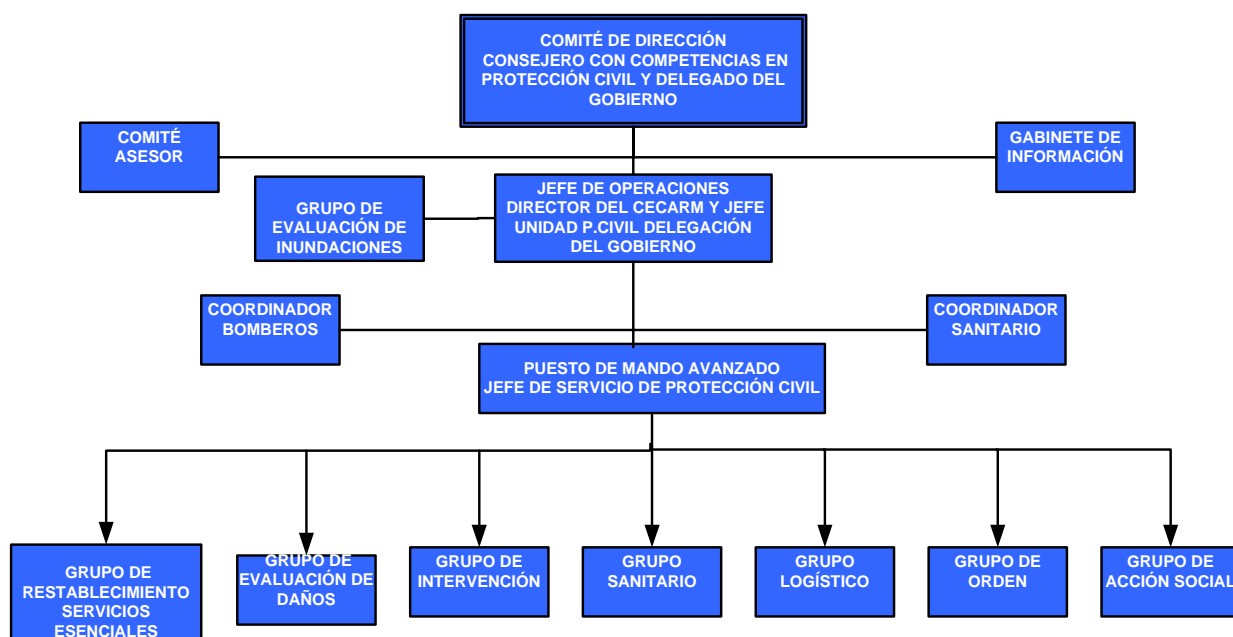 COMITÉ DE DIRECCIÓN
CONSEJERO CON COMPETENCIAS EN
PROTECCIÓN CIVIL Y DELEGADO DEL
GOBIERNO
COMITÉ
ASESOR
GABINETE DE
INFORMACIÓN
GRUPO DE
EVALUACIÓN DE
INUNDACIONES
JEFE DE OPERACIONES
DIRECTOR DEL CECARM Y JEFE
UNIDAD P.CIVIL DELEGACIÓN
DEL GOBIERNO
COORDINADOR
BOMBEROS
COORDINADOR
SANITARIO
PUESTO DE MANDO AVANZADO
JEFE DE SERVICIO DE PROTECCIÓN CIVIL
GRUPO DE
RESTABLECIMIENTO
SERVICIOS
ESENCIALES
GRUPO DE
EVALUACIÓN DE
DAÑOS
GRUPO DE
INTERVENCIÓN
GRUPO
SANITARIO
GRUPO
LOGÍSTICO
GRUPO DE
ORDEN
GRUPO DE
ACCIÓN SOCIAL